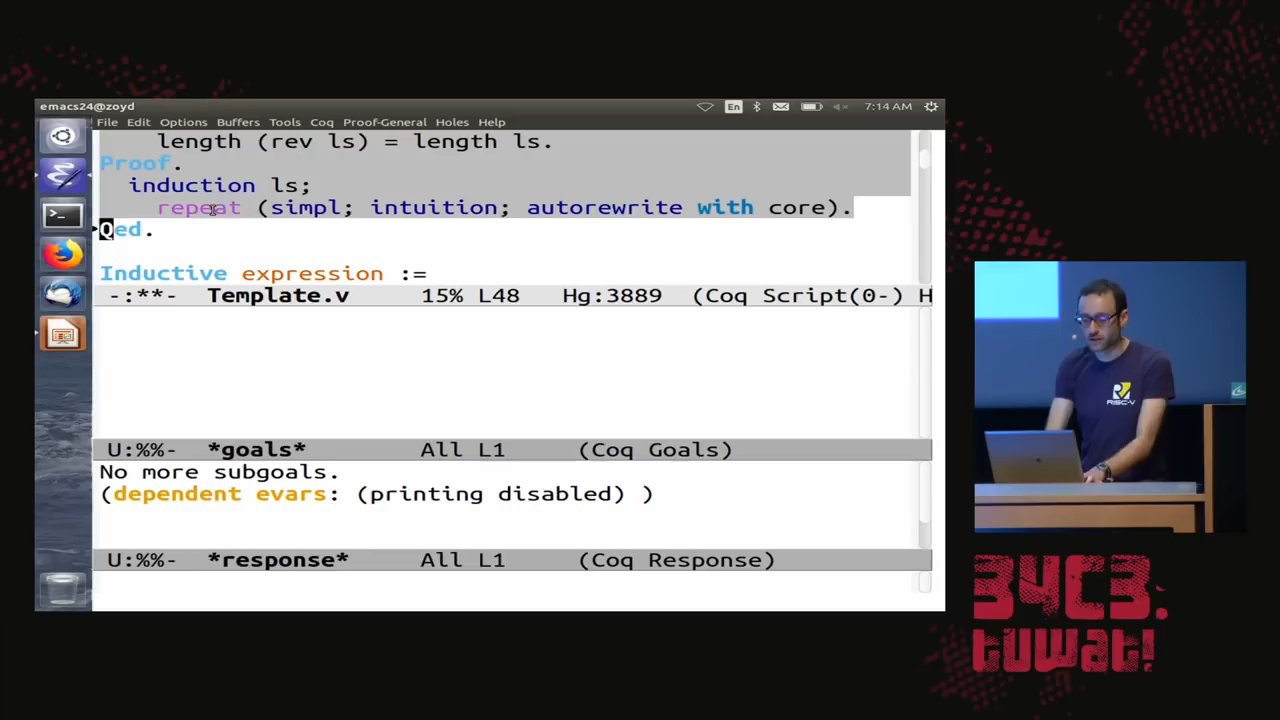 emacs24@zoyd
En
7:14 AM
File Edit Options Buffers Tools Coq Proof-General Holes Help
length (rev ls) = length ls.
Proof.
induction ls;
repeat (simpl; intuition; autorewrite with core).
Qed.
Inductive expression :=
-:**- Template.v 15% L48 Hg:3889 (Coq Script(0-) H
U:%%- *goals* All L1 (Coq Goals)
No more subgoals.
(dependent evars: (printing disabled) )
U:%%- *response* All L1 (Coq Response)
RISC-V
34C3.
tuwat!